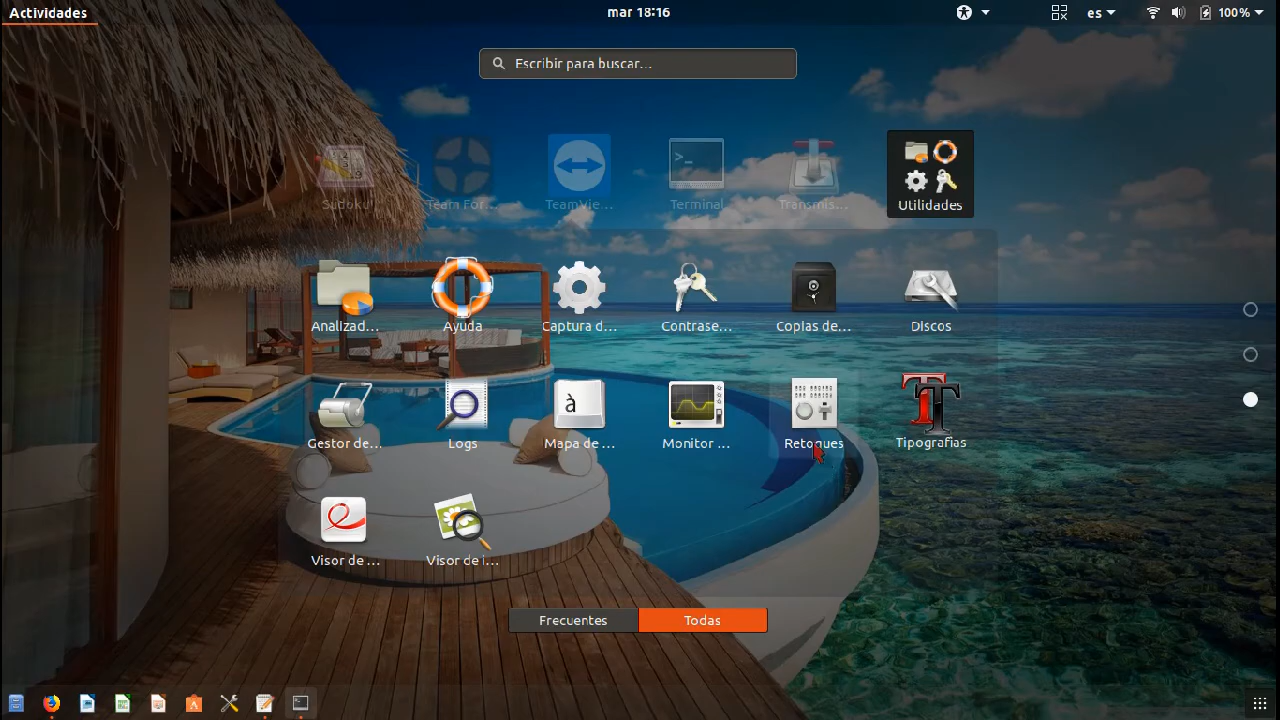 Actividades
mar 18:16
es
100%
Escribir para buscar...
Sudoku
Team For...
TeamVie...
Terminal
Transmis...
Utilidades
Analizad...
Ayuda
Captura d...
Contrase...
Copias de...
Discos
Gestor de...
Logs
Mapa de ...
Monitor ...
Retoques
Tipografías
Visor de ...
Visor de i...
Frecuentes
Todas